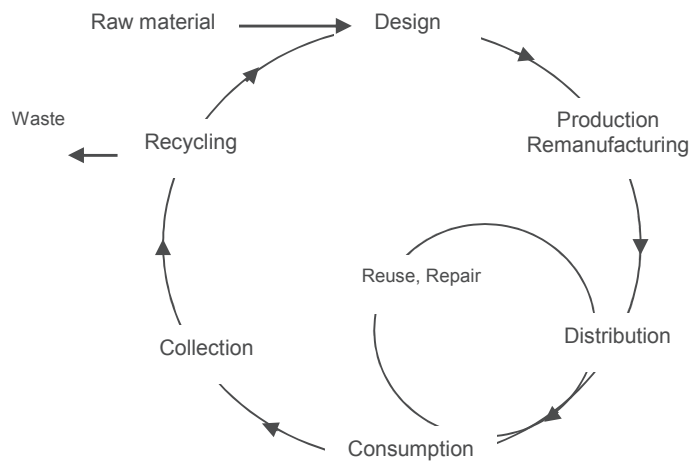 Raw material
Design
Waste
Production
Remanufacturing
Recycling
Reuse, Repair
Distribution
Collection
Consumption